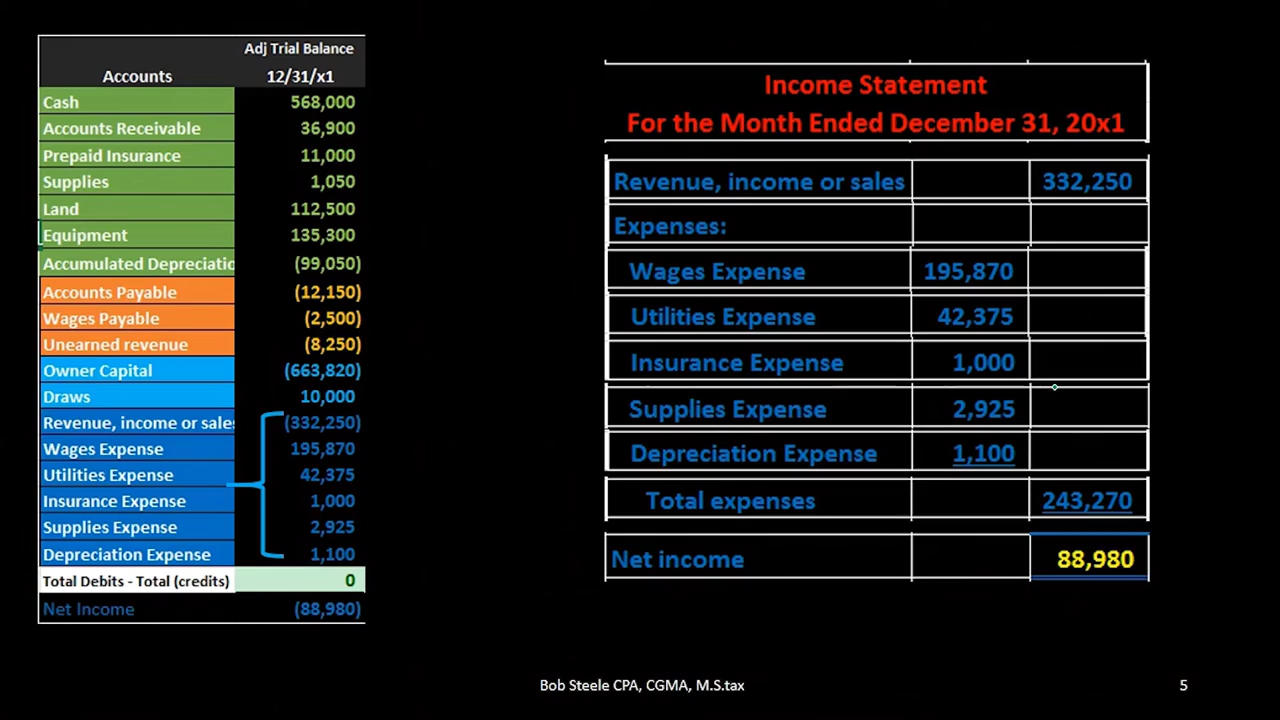 Adj Trial Balance
Accounts 12/31/x1
Cash 568,000
Accounts Receivable 36,900
Prepaid Insurance 11,000
Supplies 1,050
Land 112,500
Equipment 135,300
Accumulated Depreciatio (99,050)
Accounts Payable (12,150)
Wages Payable (2,500)
Unearned revenue (8,250)
Owner Capital (663,820)
Draws 10,000
Revenue, income or sale: (332,250)
Wages Expense 195,870
Utilities Expense 42,375
Insurance Expense 1,000
Supplies Expense 2,925
Depreciation Expense 1,100
Total Debits - Total (credits) 0
Net Income (88,980)
Income Statement
For the Month Ended December 31, 20x1
Revenue, income or sales 332,250
Expenses:
Wages Expense 195,870
Utilities Expense 42,375
Insurance Expense 1,000
Supplies Expense 2,925
Depreciation Expense 1,100
Total expenses 243,270
Net income 88,980
Bob Steele CPA, CGMA, M.S.tax 5